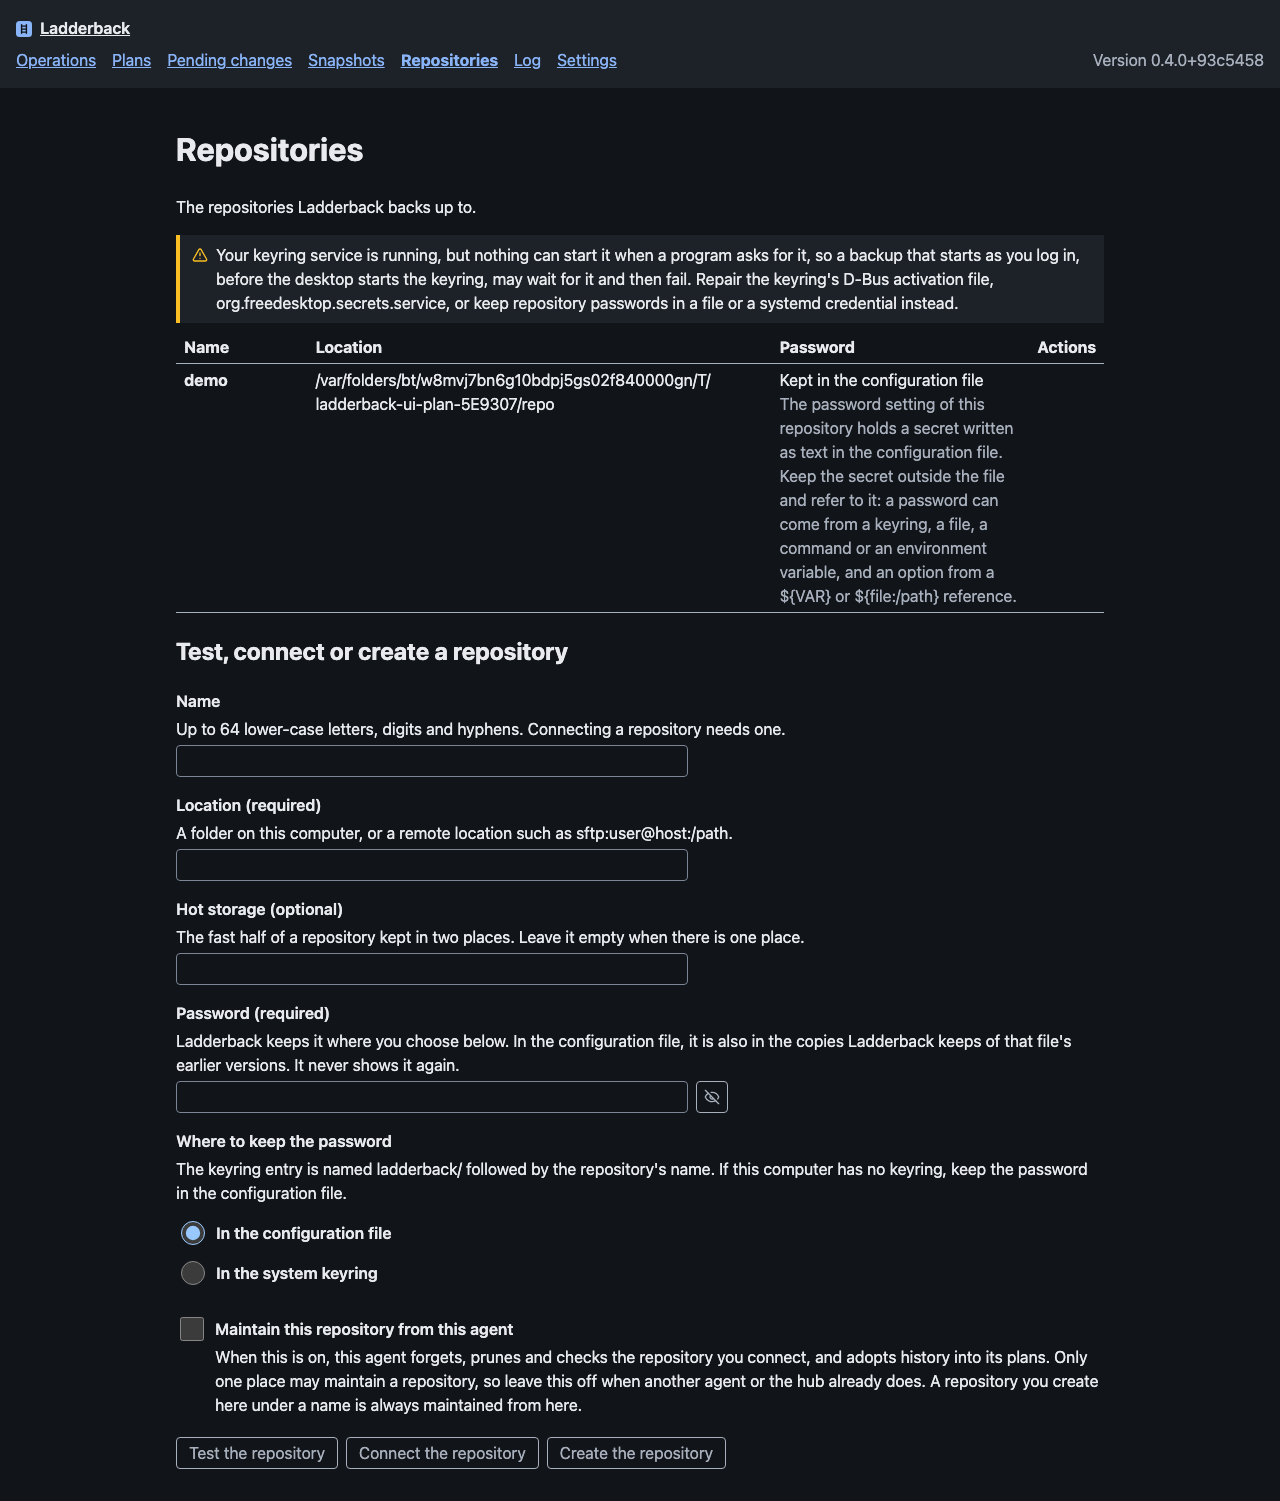 Ladderback
Operations Plans Pending changes Snapshots Repositories Log Settings Version 0.4.0+93c5458
Repositories
The repositories Ladderback backs up to.
Your keyring service is running, but nothing can start it when a program asks for it, so a backup that starts as you log in,
before the desktop starts the keyring, may wait for it and then fail. Repair the keyring's D-Bus activation file,
org.freedesktop.secrets.service, or keep repository passwords in a file or a systemd credential instead.
Name Location Password Actions
demo /var/folders/bt/w8mvj7bn6g10bdpj5gs02f840000gn/T/ Kept in the configuration file
ladderback-ui-plan-5E9307/repo The password setting of this
repository holds a secret written
as text in the configuration file.
Keep the secret outside the file
and refer to it: a password can
come from a keyring, a file, a
command or an environment
variable, and an option from a
${VAR} or ${file:/path} reference.
Test, connect or create a repository
Name
Up to 64 lower-case letters, digits and hyphens. Connecting a repository needs one.
Location (required)
A folder on this computer, or a remote location such as sftp:user@host:/path.
Hot storage (optional)
The fast half of a repository kept in two places. Leave it empty when there is one place.
Password (required)
Ladderback keeps it where you choose below. In the configuration file, it is also in the copies Ladderback keeps of that file's
earlier versions. It never shows it again.
Where to keep the password
The keyring entry is named ladderback/ followed by the repository's name. If this computer has no keyring, keep the password
in the configuration file.
In the configuration file
In the system keyring
Maintain this repository from this agent
When this is on, this agent forgets, prunes and checks the repository you connect, and adopts history into its plans. Only
one place may maintain a repository, so leave this off when another agent or the hub already does. A repository you create
here under a name is always maintained from here.
Test the repository Connect the repository Create the repository